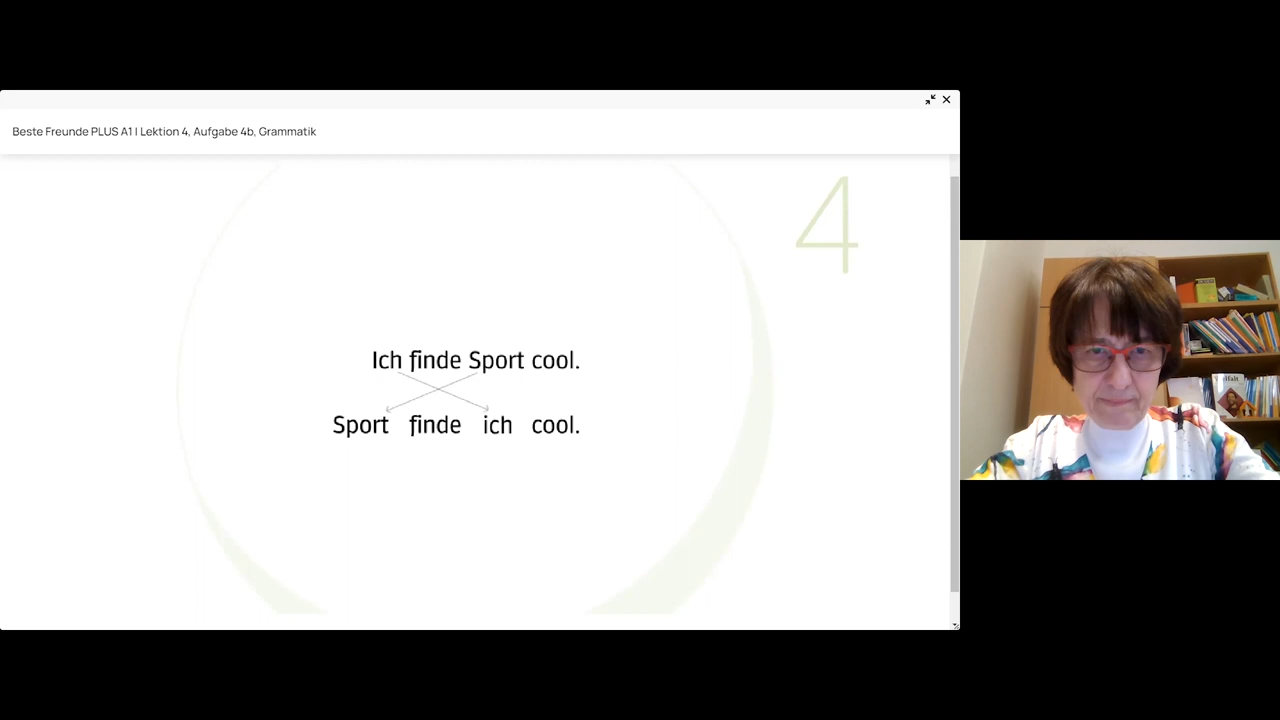 Beste Freunde PLUS A1 | Lektion 4, Aufgabe 4b, Grammatik
4
Ich finde Sport cool.
Sport finde ich cool.